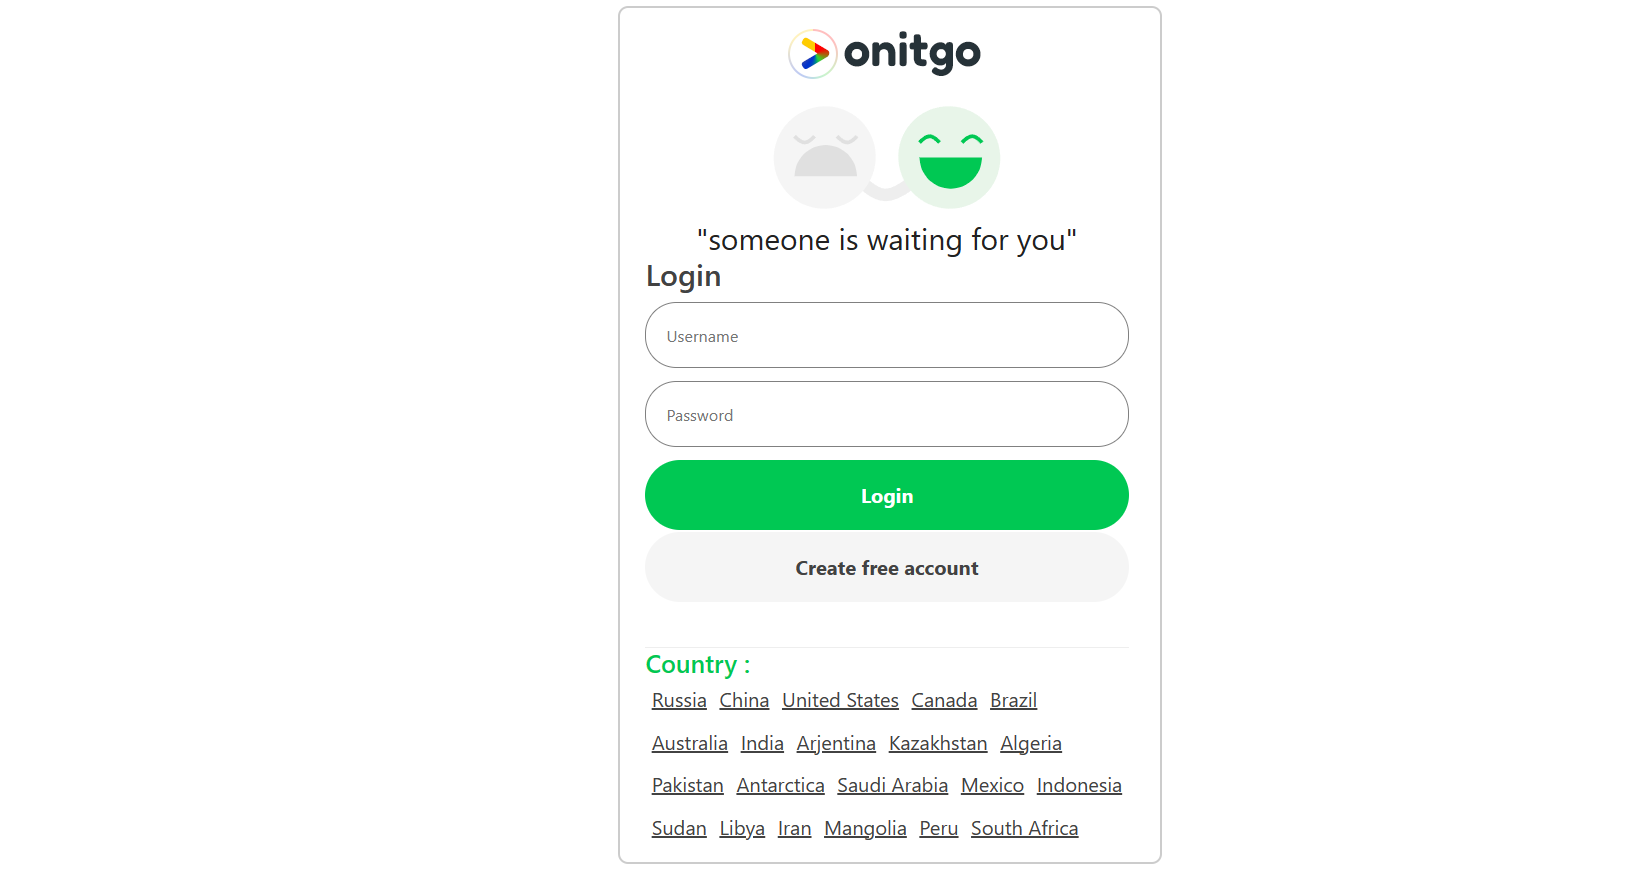 onitgo
"someone is waiting for you"
Login
Username
Password
Login
Create free account
Country :
Russia China United States Canada Brazil
Australia India Arjentina Kazakhstan Algeria
Pakistan Antarctica Saudi Arabia Mexico Indonesia
Sudan Libya Iran Mangolia Peru South Africa